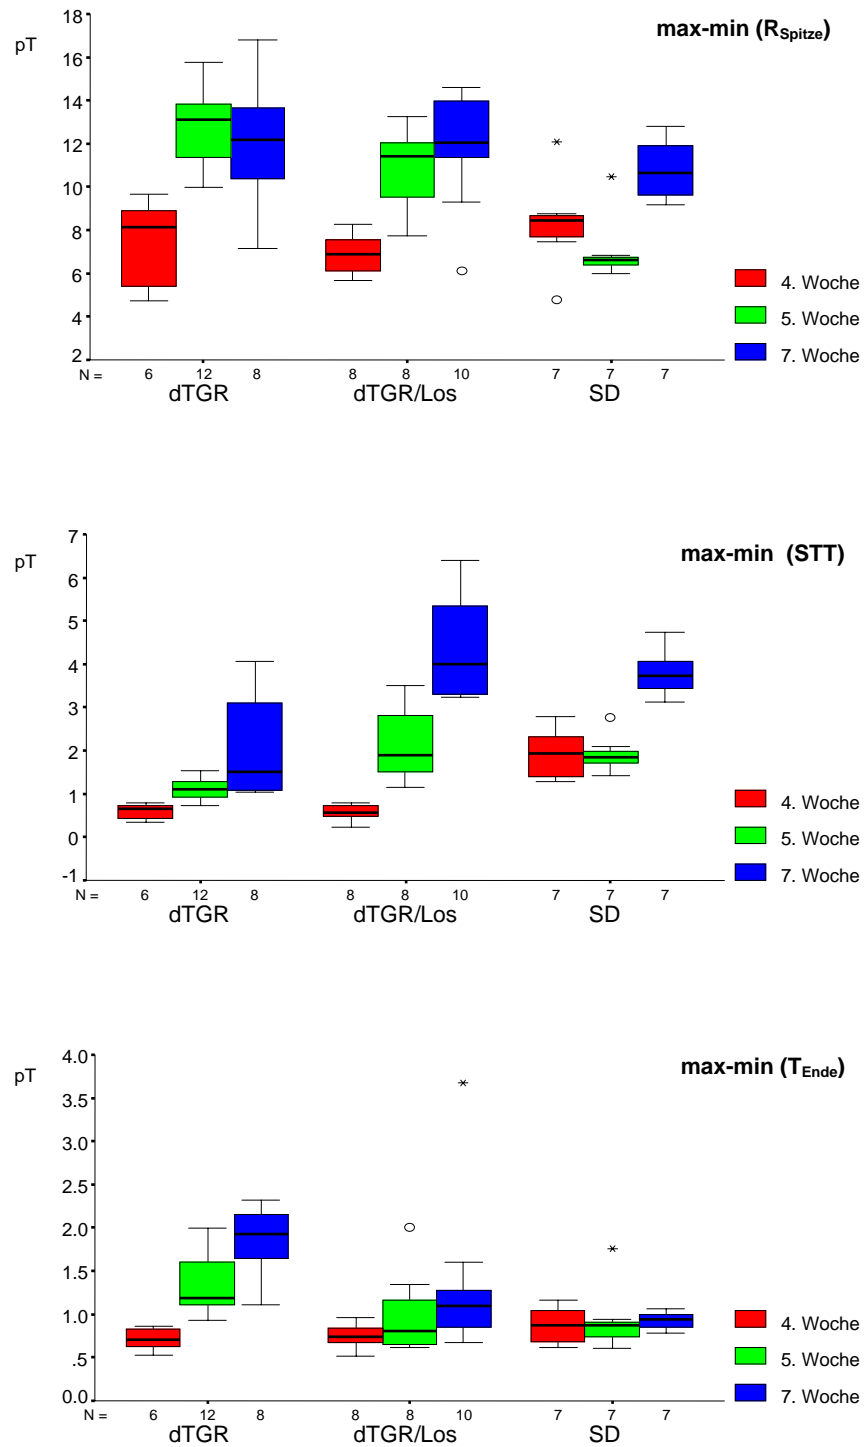 max-min (RSpitze)
pT
18
16
14
12
10
8
6
4
2
4. Woche
5. Woche
7. Woche
N = 6 12 8 8 8 10 7 7 7
dTGR dTGR/Los SD
max-min (STT)
pT
7
6
5
4
3
2
1
0
-1
4. Woche
5. Woche
7. Woche
N = 6 12 8 8 8 10 7 7 7
dTGR dTGR/Los SD
max-min (TEnde)
pT
4.0
3.5
3.0
2.5
2.0
1.5
1.0
.5
0.0
4. Woche
5. Woche
7. Woche
N = 6 12 8 8 8 10 7 7 7
dTGR dTGR/Los SD